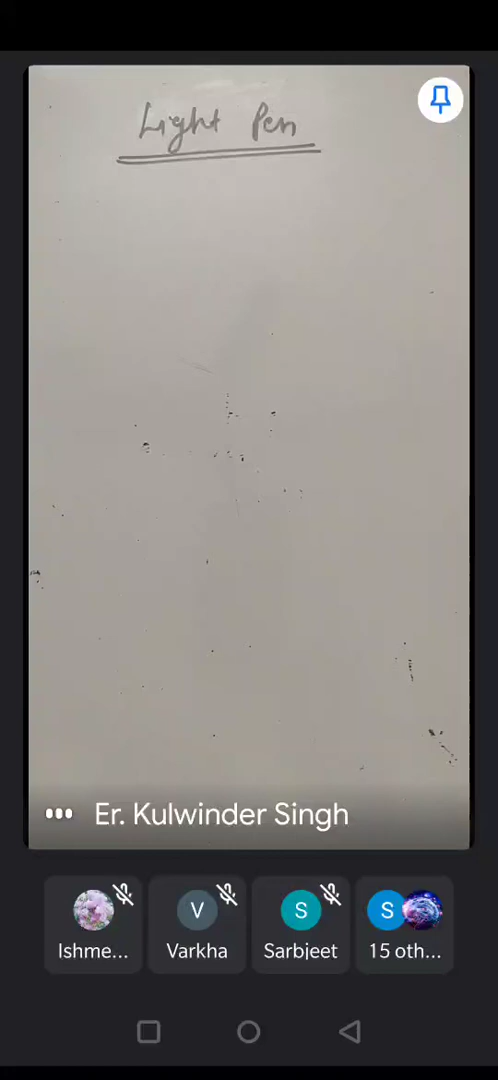 Light Pen
Er. Kulwinder Singh
Ishme...
Varkha
Sarbjeet
S
15 oth...
V
S